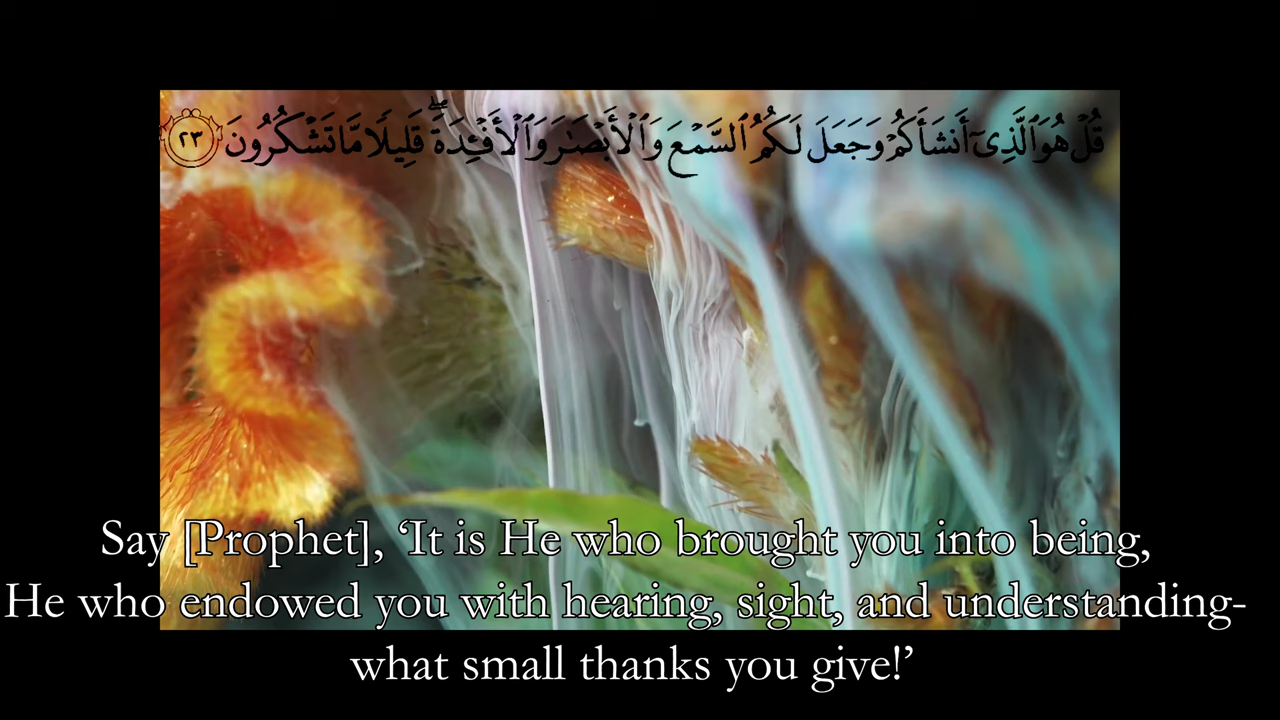 قُلْ هُوَ ٱلَّذِىٓ أَنشَأَكُمْ وَجَعَلَ لَكُمُ ٱلسَّمْعَ وَٱلْأَبْصَٰرَ وَٱلْأَفْـِٔدَةَ ۖ قَلِيلًا مَّا تَشْكُرُونَ ٢٣
Say [Prophet], ‘It is He who brought you into being,
He who endowed you with hearing, sight, and understanding-
what small thanks you give!’